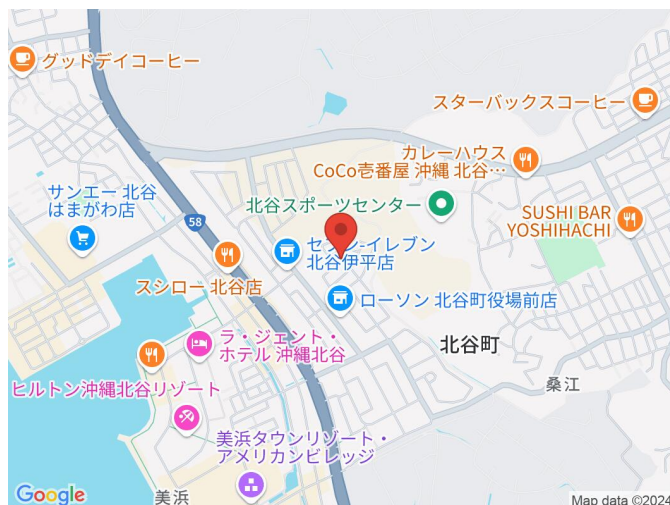 グッドデイコーヒー
スターバックスコーヒー
カレーハウス
CoCo壱番屋 沖縄 北谷…
サンエー 北谷
はまがわ店
58
北谷スポーツセンター
SUSHI BAR
YOSHIHACHI
セブン-イレブン
北谷伊平店
スシロー 北谷店
ローソン 北谷町役場前店
ラ・ジェント・
ホテル 沖縄北谷
北谷町
ヒルトン沖縄北谷リゾート
桑江
美浜タウンリゾート・
アメリカンビレッジ
美浜
Google
Map data ©2024